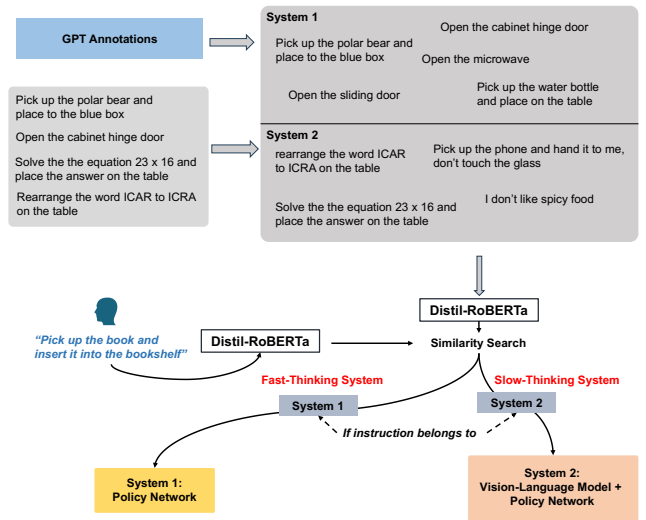 GPT Annotations
Pick up the polar bear and
place to the blue box
Open the cabinet hinge door
Solve the the equation 23 x 16 and
place the answer on the table
Rearrange the word ICAR to ICRA
on the table
System 1
Open the cabinet hinge door
Pick up the polar bear and
place to the blue box
Open the microwave
Open the sliding door
Pick up the water bottle
and place on the table
System 2
rearrange the word ICAR
to ICRA on the table
Pick up the phone and hand it to me,
don't touch the glass
Solve the the equation 23 x 16 and
place the answer on the table
I don't like spicy food
Distil-RoBERTa
"Pick up the book and
insert it into the bookshelf"
Distil-RoBERTa
Similarity Search
Fast-Thinking System
Slow-Thinking System
System 1
System 2
If instruction belongs to
System 1:
Policy Network
System 2:
Vision-Language Model +
Policy Network